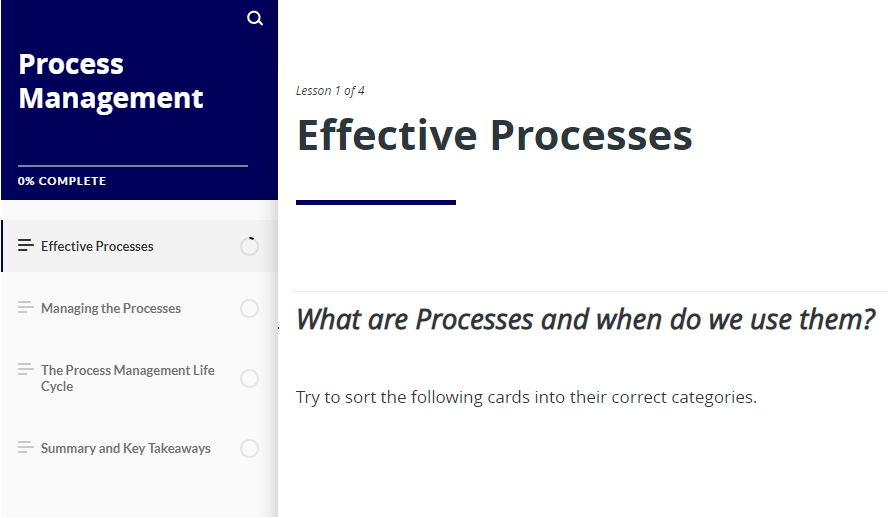 Process
Management
0% COMPLETE
Effective Processes
Managing the Processes
The Process Management Life
Cycle
Summary and Key Takeaways
Lesson 1 of 4
Effective Processes
What are Processes and when do we use them?
Try to sort the following cards into their correct categories.